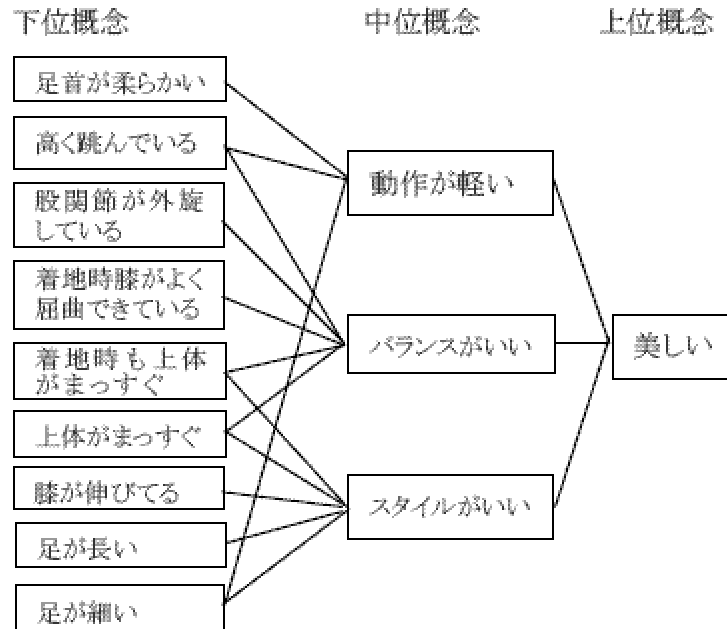 下位概念
中位概念
上位概念
足首が柔らかい
高く跳んでいる
股関節が外旋
している
着地時膝がよく
屈曲できている
着地時も上体
がまっすぐ
上体がまっすぐ
膝が伸びてる
足が長い
足が細い
動作が軽い
バランスがいい
スタイルがいい
美しい